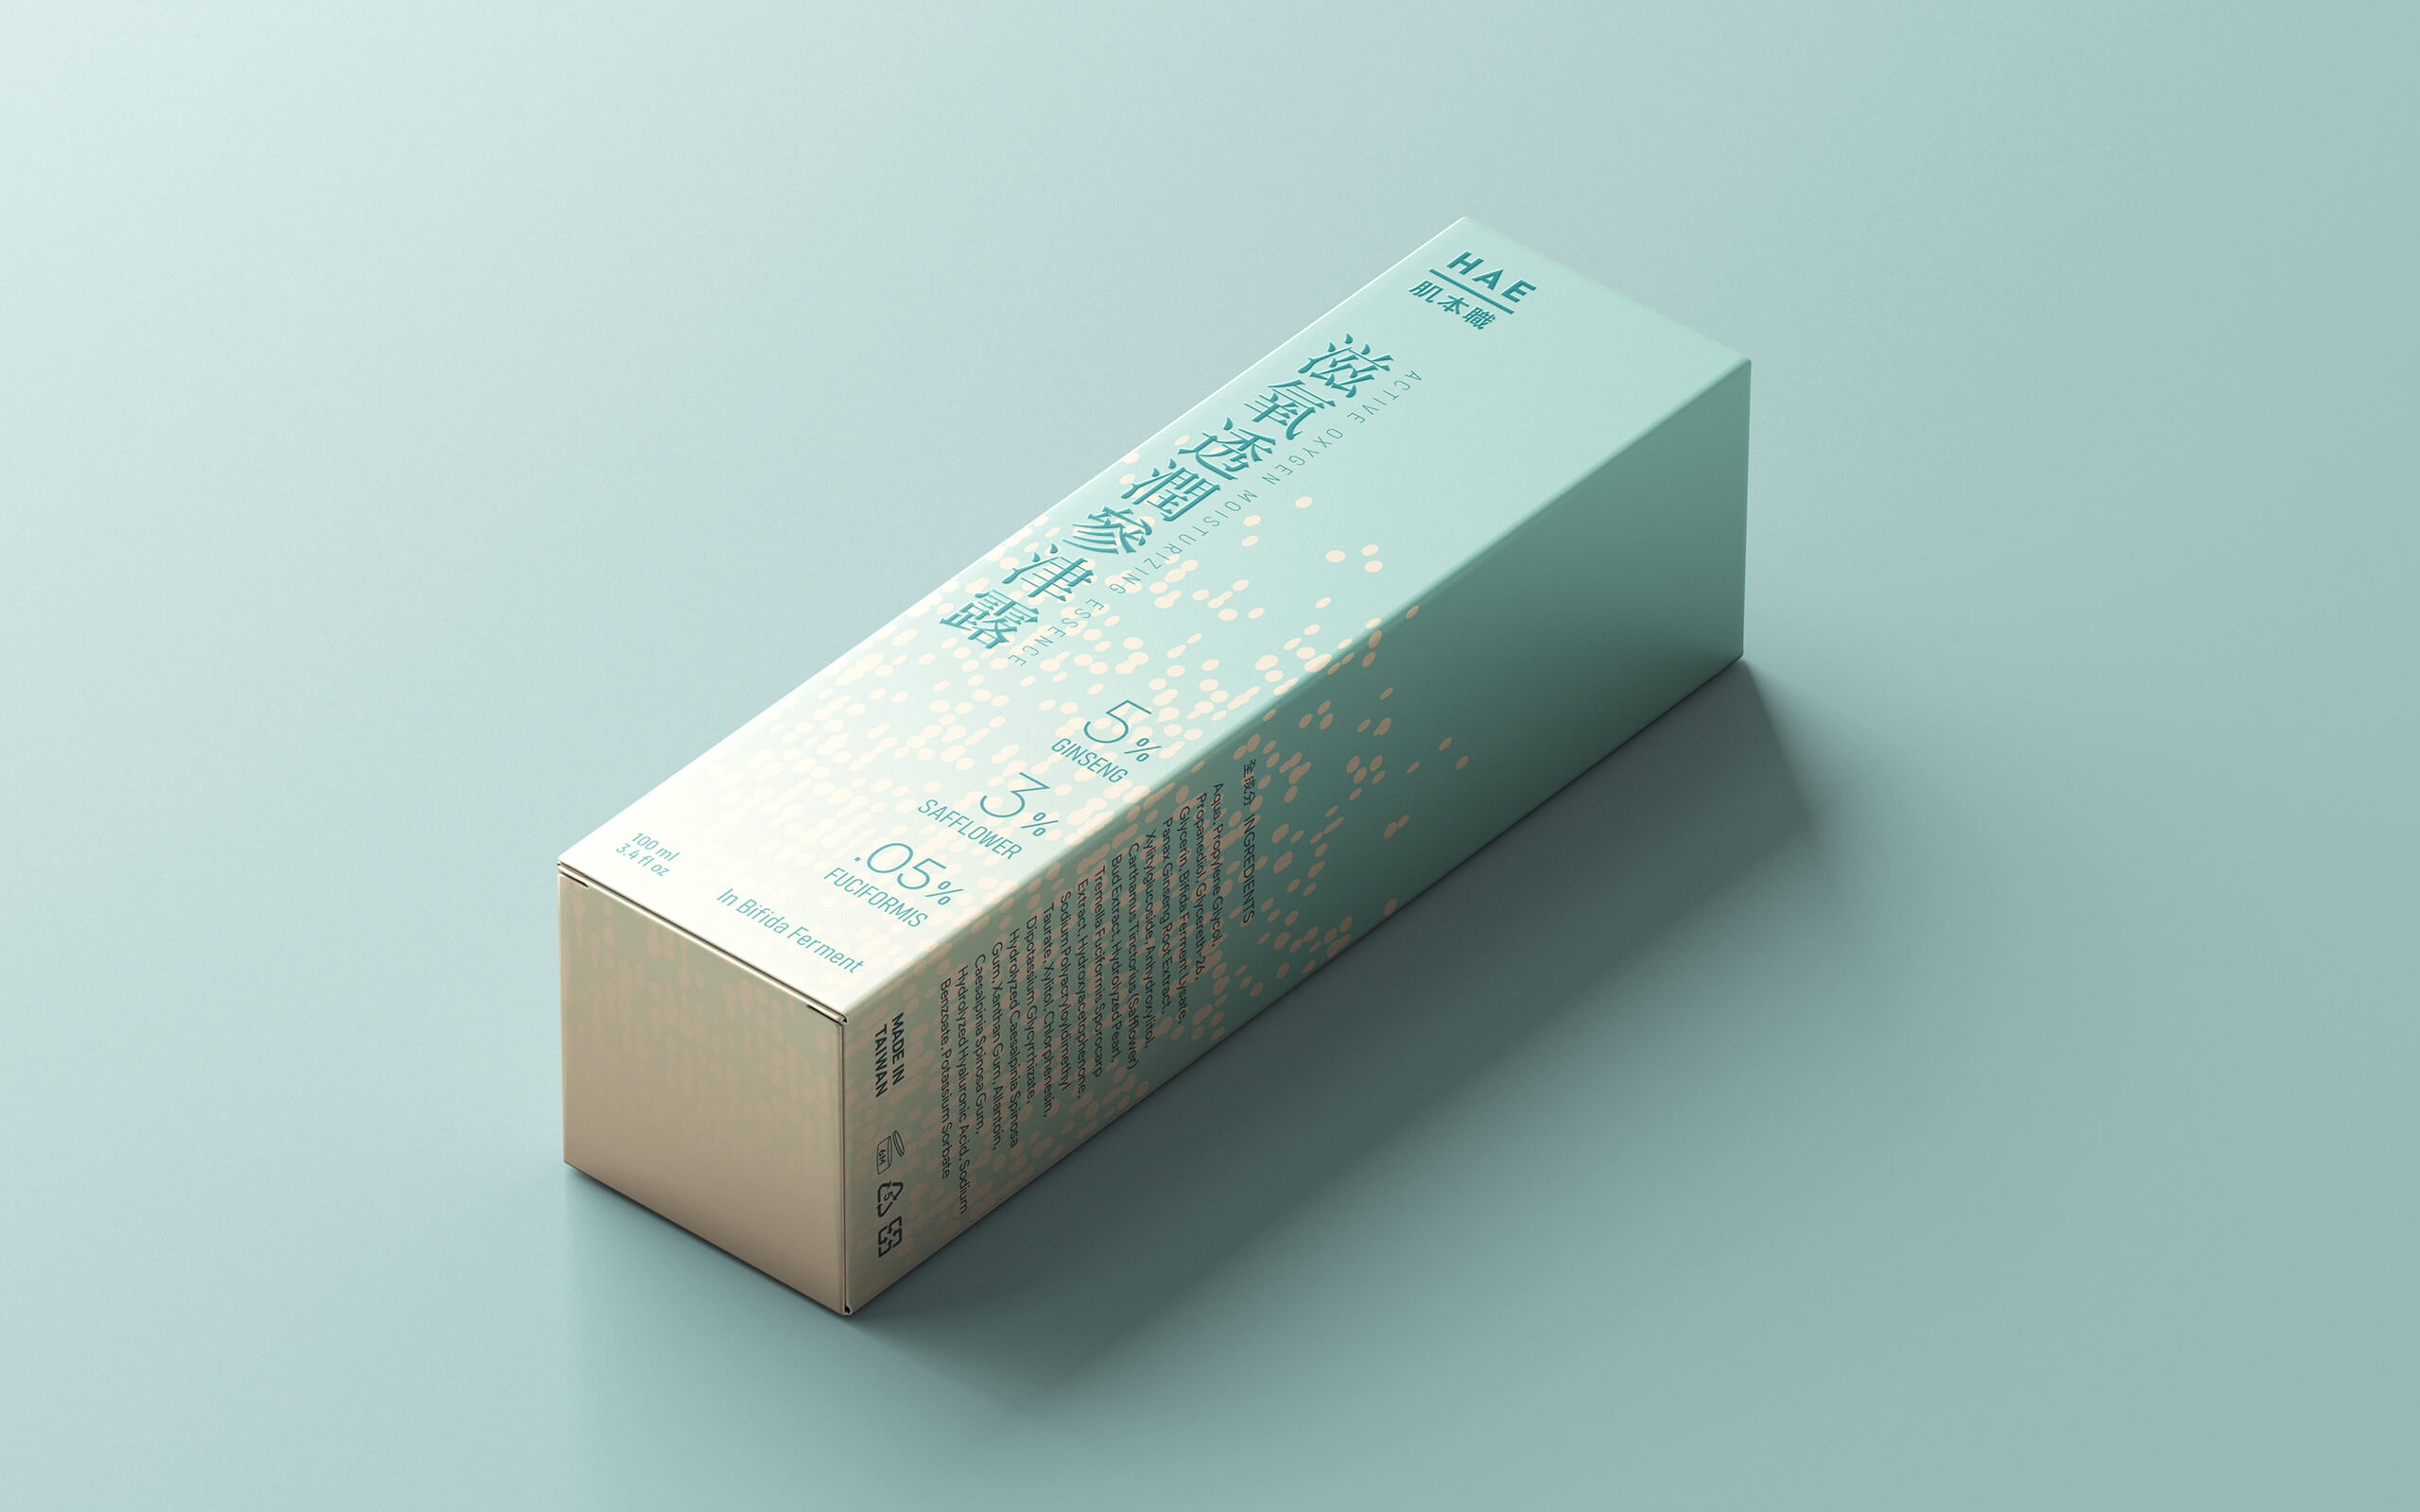 HAE
肌本職
滋氧透潤參津露
ACTIVE OXYGEN MOISTURIZING ESSENCE
5%
GINSENG
3%
SAFFLOWER
.05%
FUCIFORMIS
In Bifida Ferment
100 ml
3.4 fl oz
全成分 INGREDIENTS
Aqua, Propylene Glycol,
Propanediol, Glycereth-26,
Glycerin, Bifida Ferment Lysate,
Panax Ginseng Root Extract,
Xylitylglucoside, Anhydroxylitol,
Carthamus Tinctorius (Safflower)
Bud Extract, Hydrolyzed Pearl,
Tremella Fuciformis Sporocarp
Extract, Hydroxyacetophenone,
Sodium Polyacryloyldimethyl
Taurate, Xylitol, Chlorphenesin,
Dipotassium Glycyrrhizate,
Hydrolyzed Caesalpinia Spinosa
Gum, Xanthan Gum, Allantoin,
Caesalpinia Spinosa Gum,
Hydrolyzed Hyaluronic Acid, Sodium
Benzoate, Potassium Sorbate
MADE IN
TAIWAN
6M
5